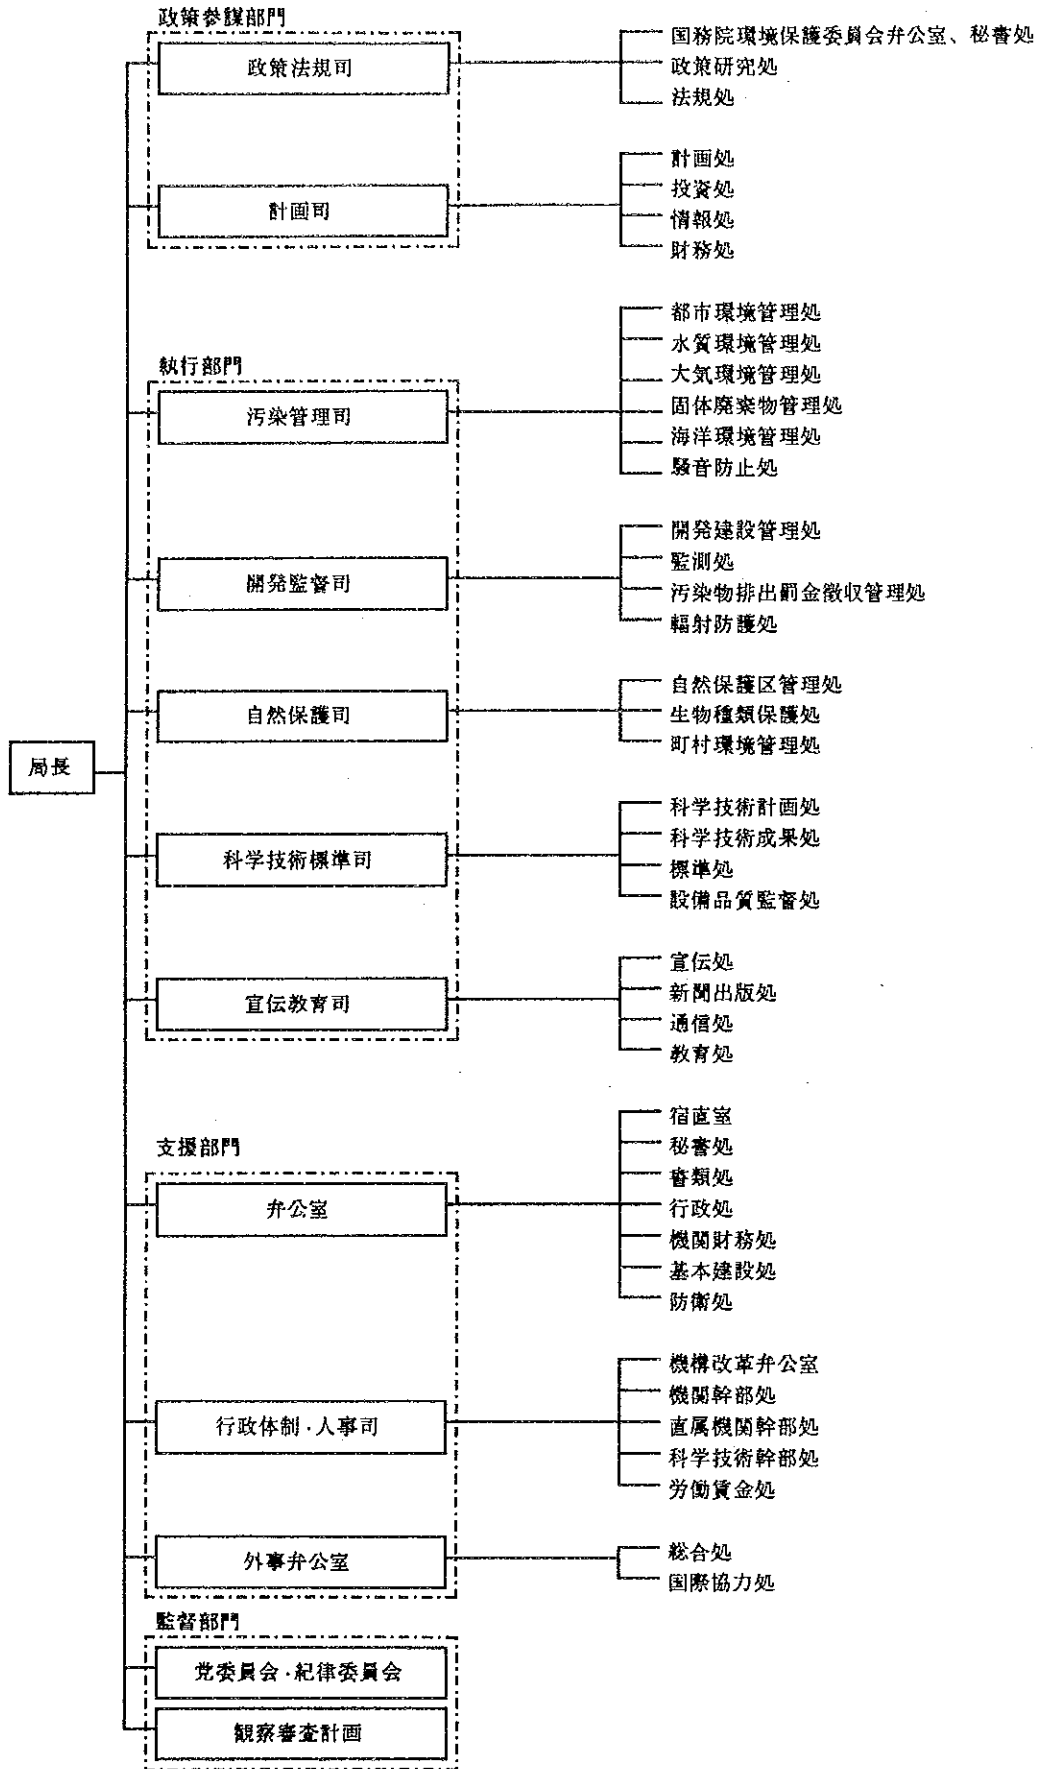 政策参謀部門
政策法規司
国務院環境保護委員会弁公室、秘書処
政策研究処
法規処
計画司
計画処
投資処
情報処
財務処
執行部門
汚染管理司
都市環境管理処
水質環境管理処
大気環境管理処
固体廃棄物管理処
海洋環境管理処
騒音防止処
開発監督司
開発建設管理処
監測処
汚染物排出罰金徴収管理処
輻射防護処
自然保護司
自然保護区管理処
生物種類保護処
町村環境管理処
局長
科学技術標準司
科学技術計画処
科学技術成果処
標準処
設備品質監督処
宣伝教育司
宣伝処
新聞出版処
通信処
教育処
支援部門
弁公室
宿直室
秘書処
書類処
行政処
機関財務処
基本建設処
防衛処
行政体制・人事司
機構改革弁公室
機関幹部処
直属機関幹部処
科学技術幹部処
労働賃金処
外事弁公室
総合処
国際協力処
監督部門
党委員会・紀律委員会
観察審査計画